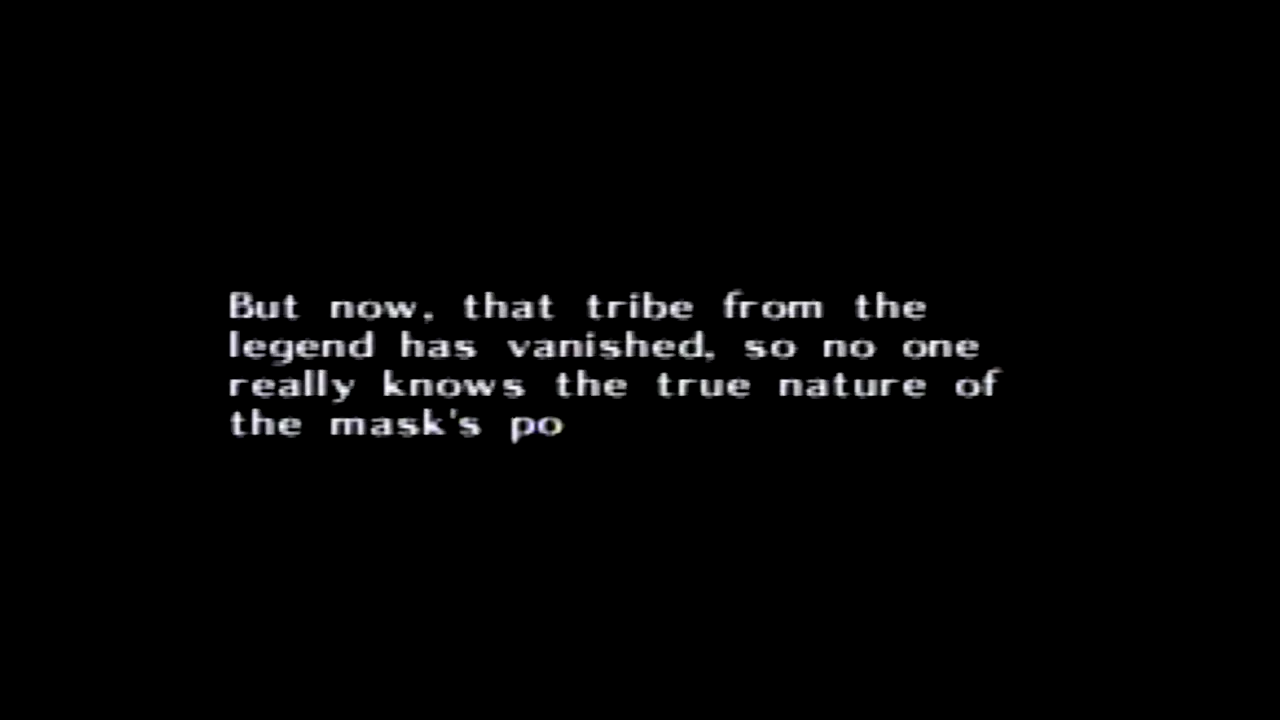 But now, that tribe from the
legend has vanished, so no one
really knows the true nature of
the mask's po